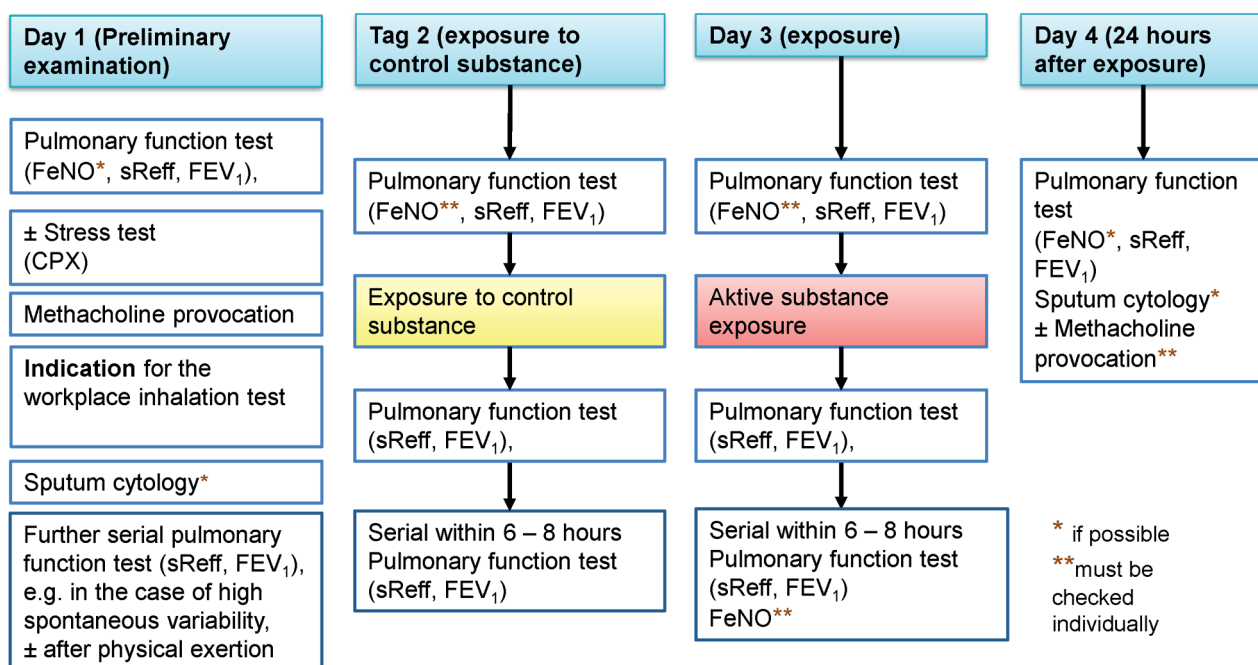 Day 1 (Preliminary
examination)
Pulmonary function test
(FeNO*, sReff, FEV₁),
± Stress test
(CPX)
Methacholine provocation
Indication for the
workplace inhalation test
Sputum cytology*
Further serial pulmonary
function test (sReff, FEV₁),
e.g. in the case of high
spontaneous variability,
± after physical exertion
Tag 2 (exposure to
control substance)
Pulmonary function test
(FeNO**, sReff, FEV₁)
Exposure to control
substance
Pulmonary function test
(sReff, FEV₁),
Serial within 6 – 8 hours
Pulmonary function test
(sReff, FEV₁)
Day 3 (exposure)
Pulmonary function test
(FeNO**, sReff, FEV₁)
Aktive substance
exposure
Pulmonary function test
(sReff, FEV₁),
Serial within 6 – 8 hours
Pulmonary function test
(sReff, FEV₁)
FeNO**
Day 4 (24 hours
after exposure)
Pulmonary function
test
(FeNO*, sReff,
FEV₁)
Sputum cytology*
± Methacholine
provocation**
* if possible
**must be
checked
individually